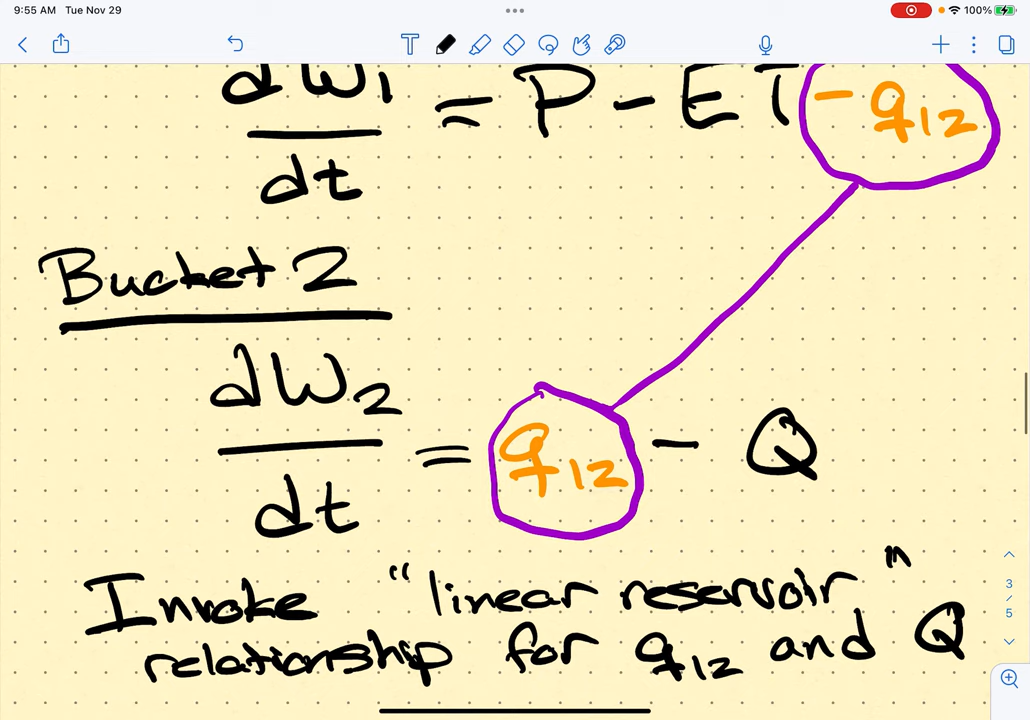 9:55 AM Tue Nov 29
100%
dW1
= P - ET - q12
dt
Bucket 2
dW2
= q12 - Q
dt
Invoke "linear reservoir"
relationship for q12 and Q
3
/
5